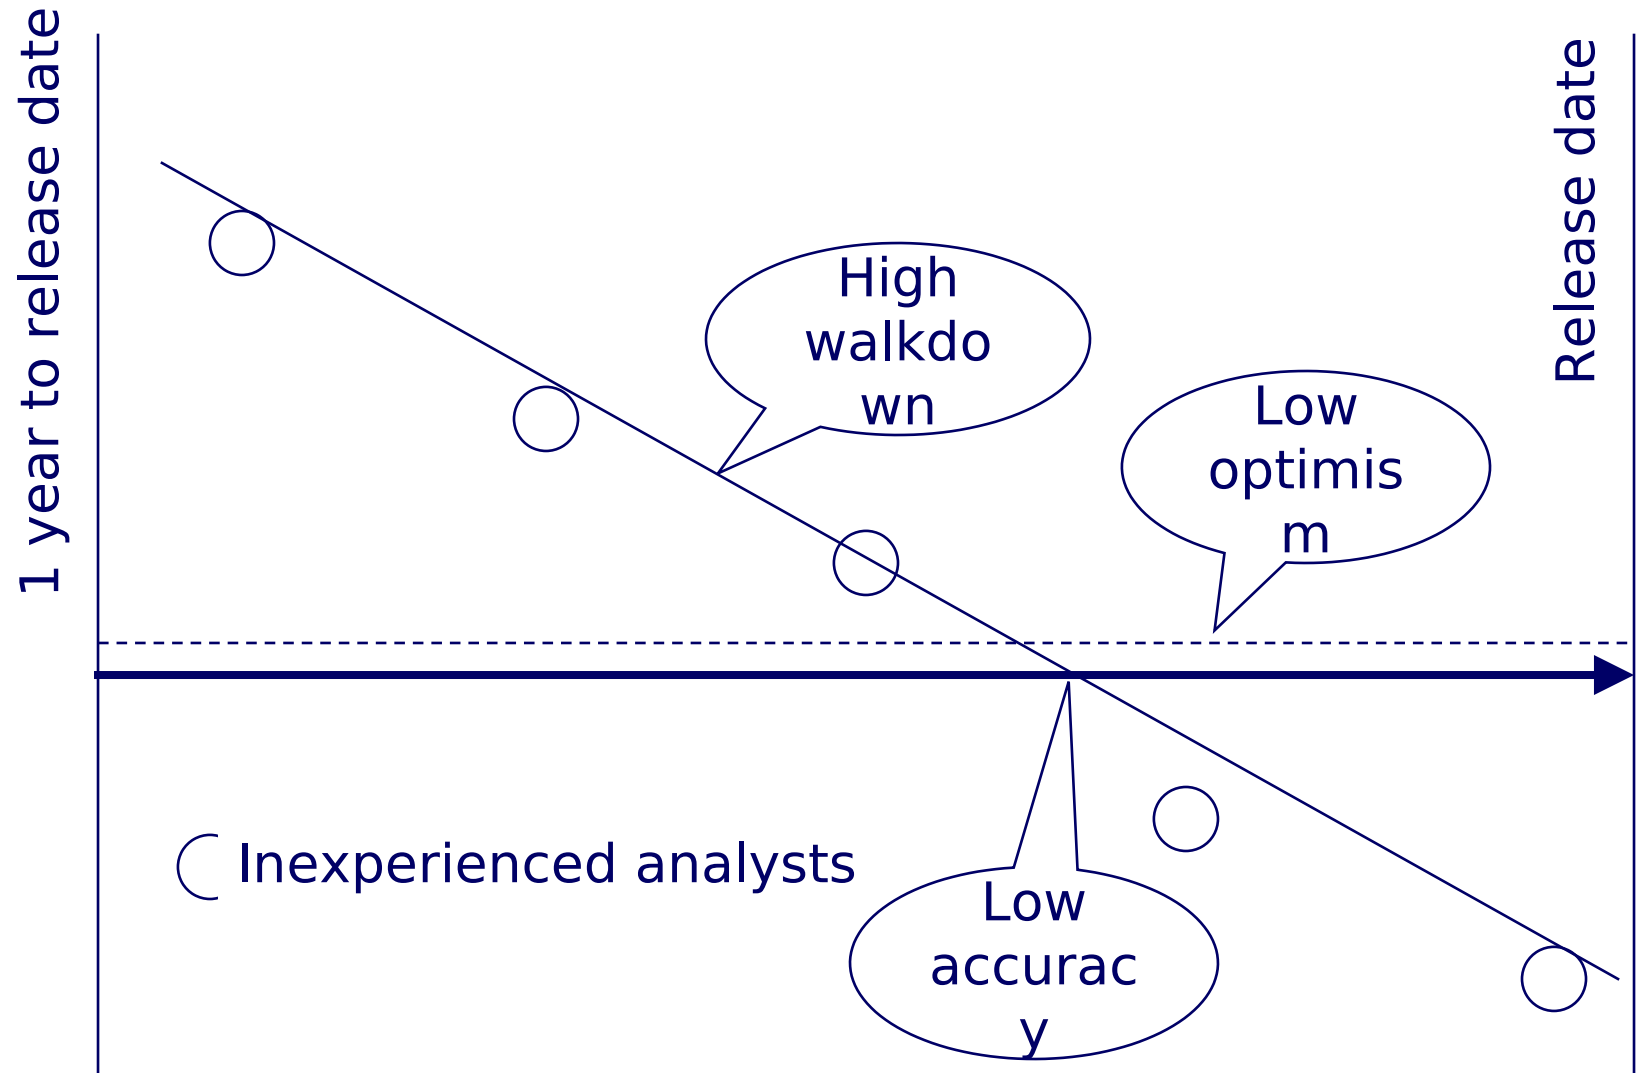 1 year to release date
Release date
High
walkdo
wn
Low
optimis
m
Inexperienced analysts
Low
accurac
y